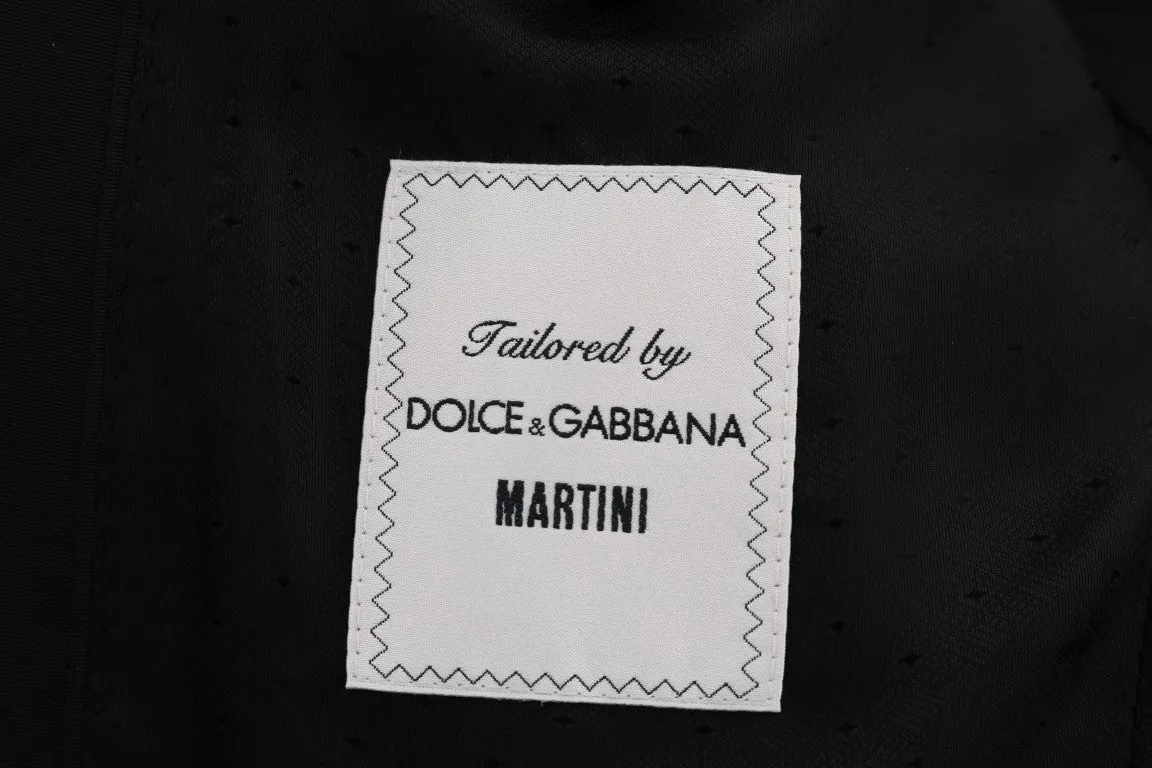 Tailored by
DOLCE & GABBANA
MARTINI